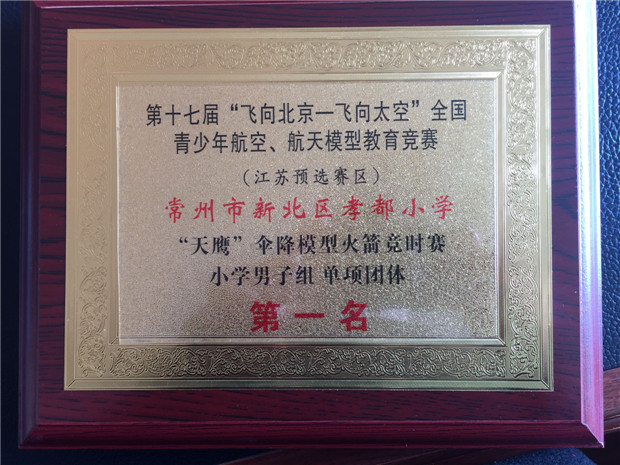 第十七届“飞向北京一飞向太空”全国
青少年航空、航天模型教育竞赛
（江苏预选赛区）
常州市新北区孝都小学
“天鹰”伞降模型火箭竞时赛
小学男子组 单项团体
第一名